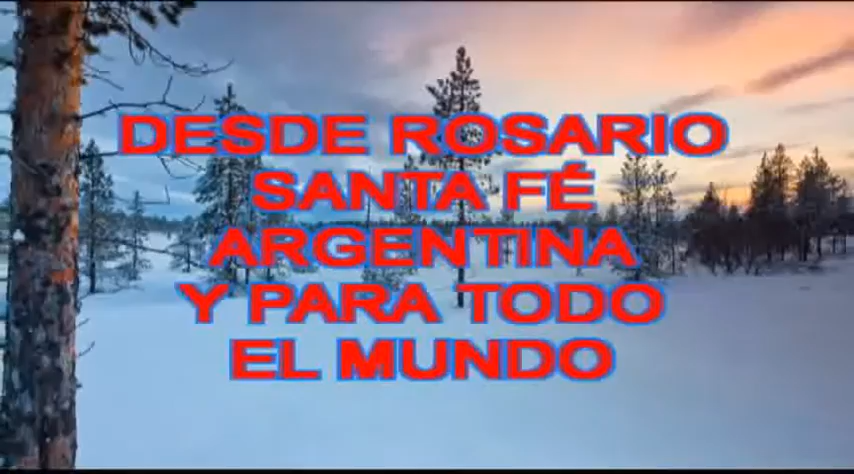 DESDE ROSARIO
SANTA FÉ
ARGENTINA
Y PARA TODO
EL MUNDO